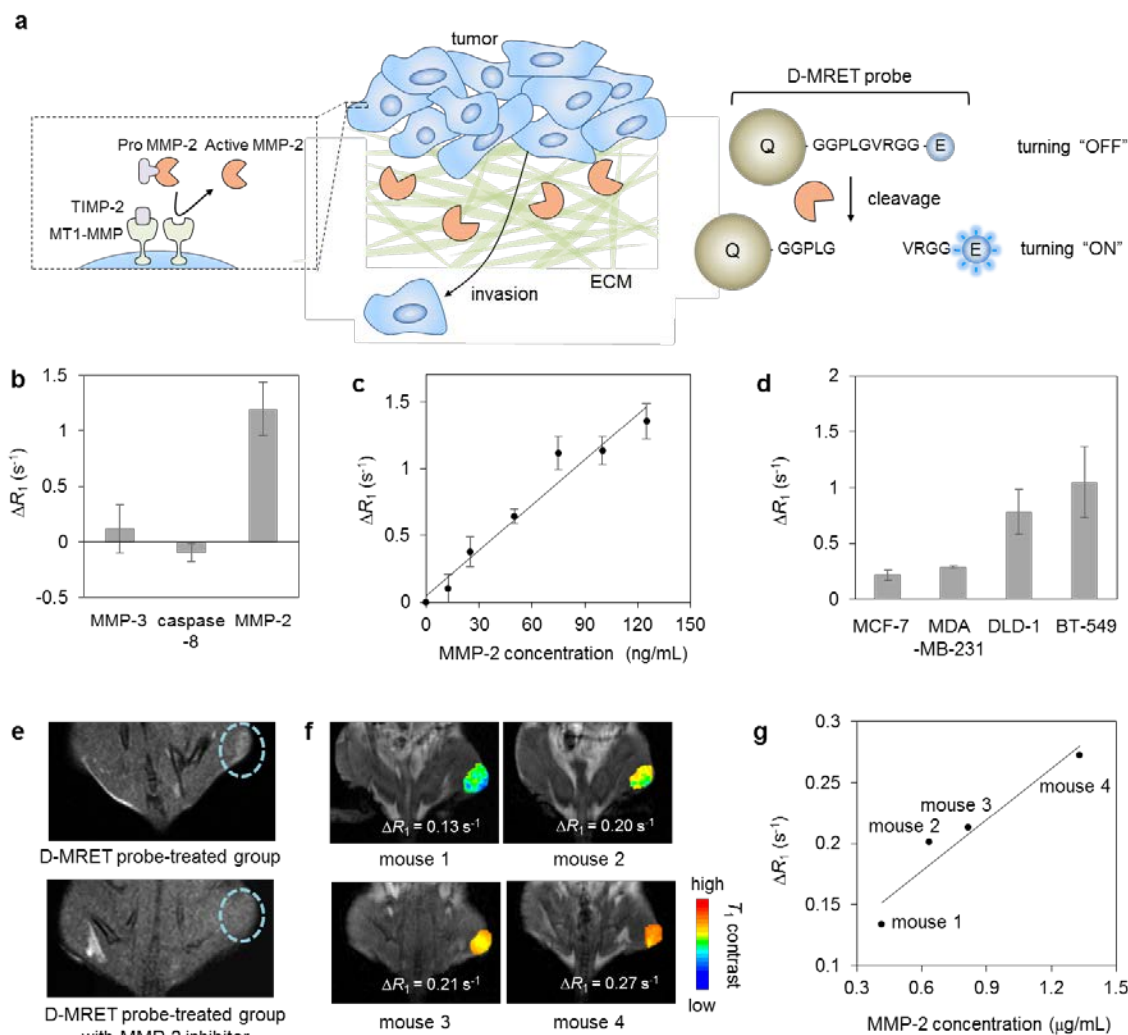 a
tumor
D-MRET probe
Pro MMP-2 Active MMP-2
Q GGPLGVRGG E turning “OFF”
TIMP-2
MT1-MMP
cleavage
Q GGPLG VRGG E turning “ON”
ECM
invasion
b
ΔR1 (s-1)
1.5
1
0.5
0
-0.5
MMP-3 caspase MMP-2
-8
c
ΔR1 (s-1)
1.5
1
0.5
0
0 30 60 90 120 150
MMP-2 concentration (ng/mL)
d
ΔR1 (s-1)
2
1.5
1
0.5
0
MCF-7 MDA DLD-1 BT-549
-MB-231
e
D-MRET probe-treated group
D-MRET probe-treated group
with MMP-2 inhibitor
f
ΔR1 = 0.13 s-1 ΔR1 = 0.20 s-1
mouse 1 mouse 2
ΔR1 = 0.21 s-1 ΔR1 = 0.27 s-1
mouse 3 mouse 4
high
T1 contrast
low
g
ΔR1 (s-1)
0.3
0.25
0.2
0.15
0.1
mouse 3
mouse 4
mouse 2
mouse 1
0.3 0.6 0.9 1.2 1.5
MMP-2 concentration (μg/mL)